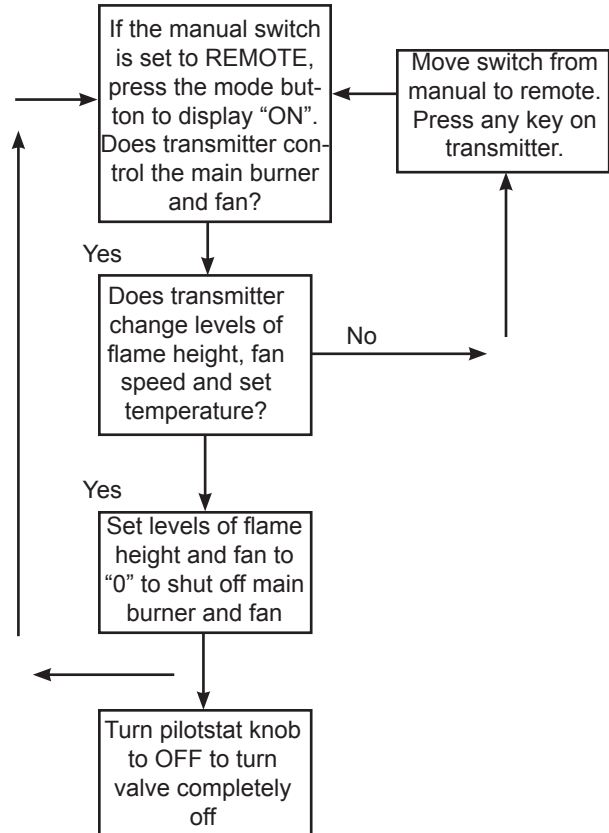 If the manual switch
is set to REMOTE,
press the mode but-
ton to display “ON”.
Does transmitter con-
trol the main burner
and fan?
Move switch from
manual to remote.
Press any key on
transmitter.
Yes
Does transmitter
change levels of
flame height, fan
speed and set
temperature?
No
Yes
Set levels of flame
height and fan to
“0” to shut off main
burner and fan
Turn pilotstat knob
to OFF to turn
valve completely
off